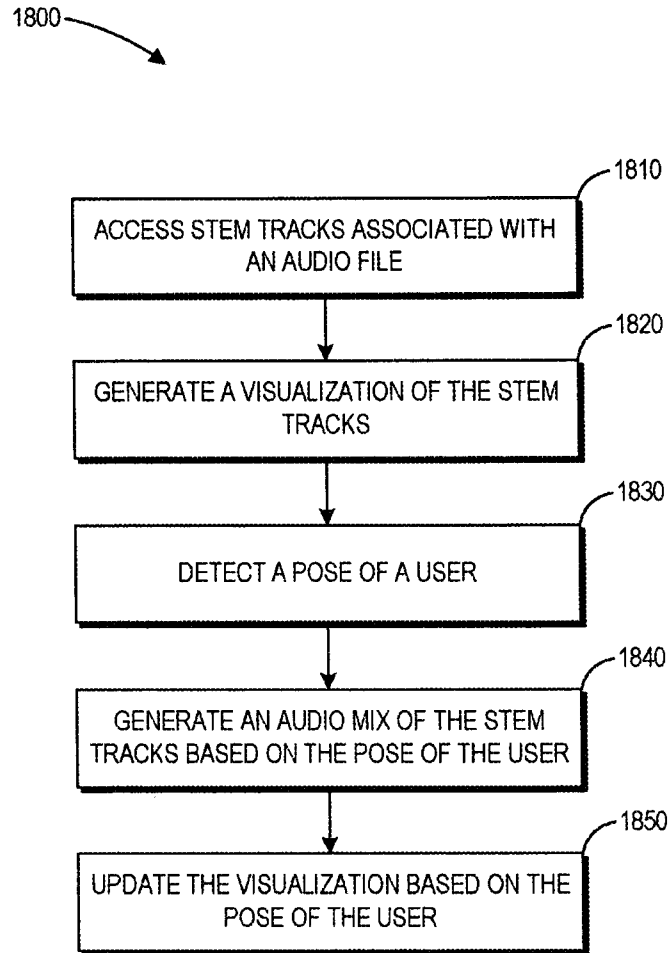 1800
1810
ACCESS STEM TRACKS ASSOCIATED WITH
AN AUDIO FILE
1820
GENERATE A VISUALIZATION OF THE STEM
TRACKS
1830
DETECT A POSE OF A USER
1840
GENERATE AN AUDIO MIX OF THE STEM
TRACKS BASED ON THE POSE OF THE USER
1850
UPDATE THE VISUALIZATION BASED ON THE
POSE OF THE USER